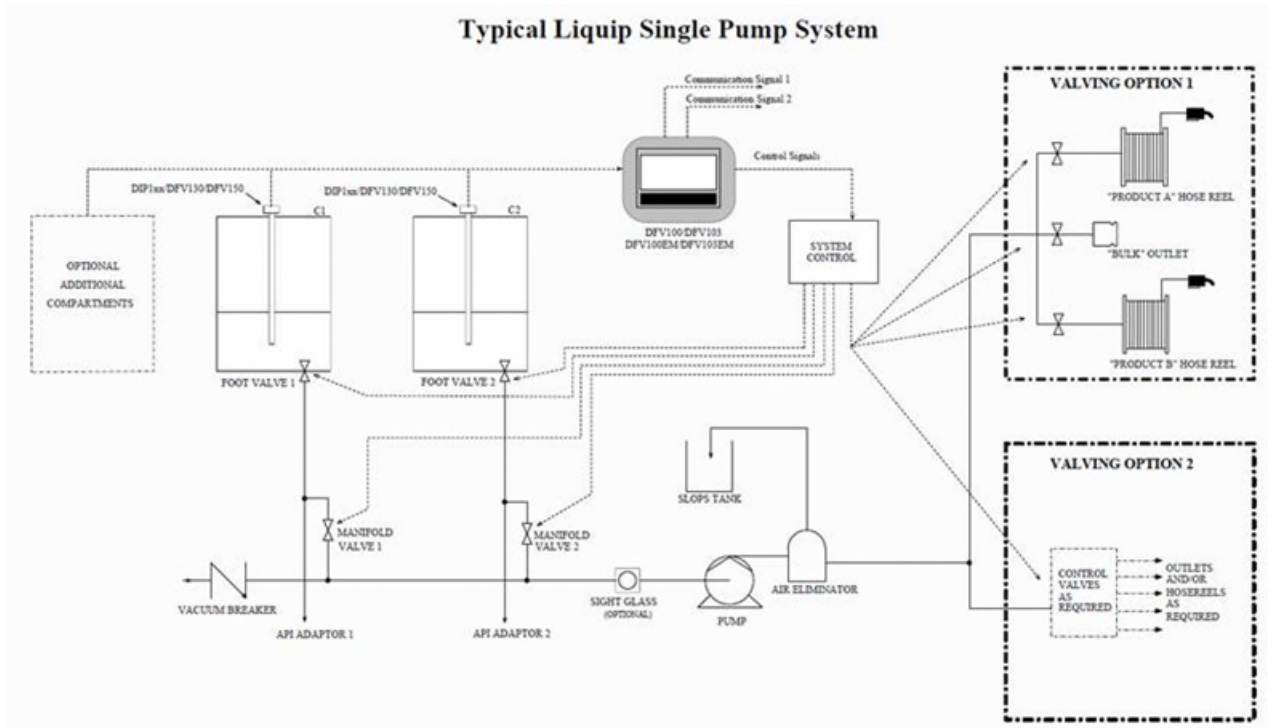 Typical Liquip Single Pump System
Communication Signal 1
Communication Signal 2
Control Signals
VALVING OPTION 1
DIP1xx/DFV130/DFV150
DIP1xx/DFV130/DFV150
C1
C2
DFV100/DFV103
DFV100EM/DFV103EM
OPTIONAL
ADDITIONAL
COMPARTMENTS
SYSTEM
CONTROL
"PRODUCT A" HOSE REEL
"BULK" OUTLET
"PRODUCT B" HOSE REEL
FOOT VALVE 1
FOOT VALVE 2
SLOPS TANK
VALVING OPTION 2
MANIFOLD
VALVE 1
MANIFOLD
VALVE 2
VACUUM BREAKER
API ADAPTOR 1
API ADAPTOR 2
SIGHT GLASS
(OPTIONAL)
PUMP
AIR ELIMINATOR
CONTROL
VALVES
AS
REQUIRED
OUTLETS
AND/OR
HOSEREELS
AS
REQUIRED